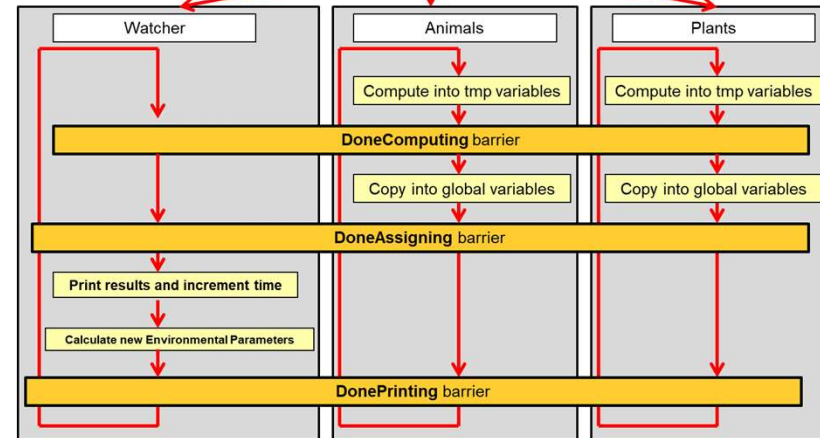 Watcher
Animals
Plants
Compute into tmp variables
Compute into tmp variables
DoneComputing barrier
Copy into global variables
Copy into global variables
DoneAssigning barrier
Print results and increment time
Calculate new Environmental Parameters
DonePrinting barrier